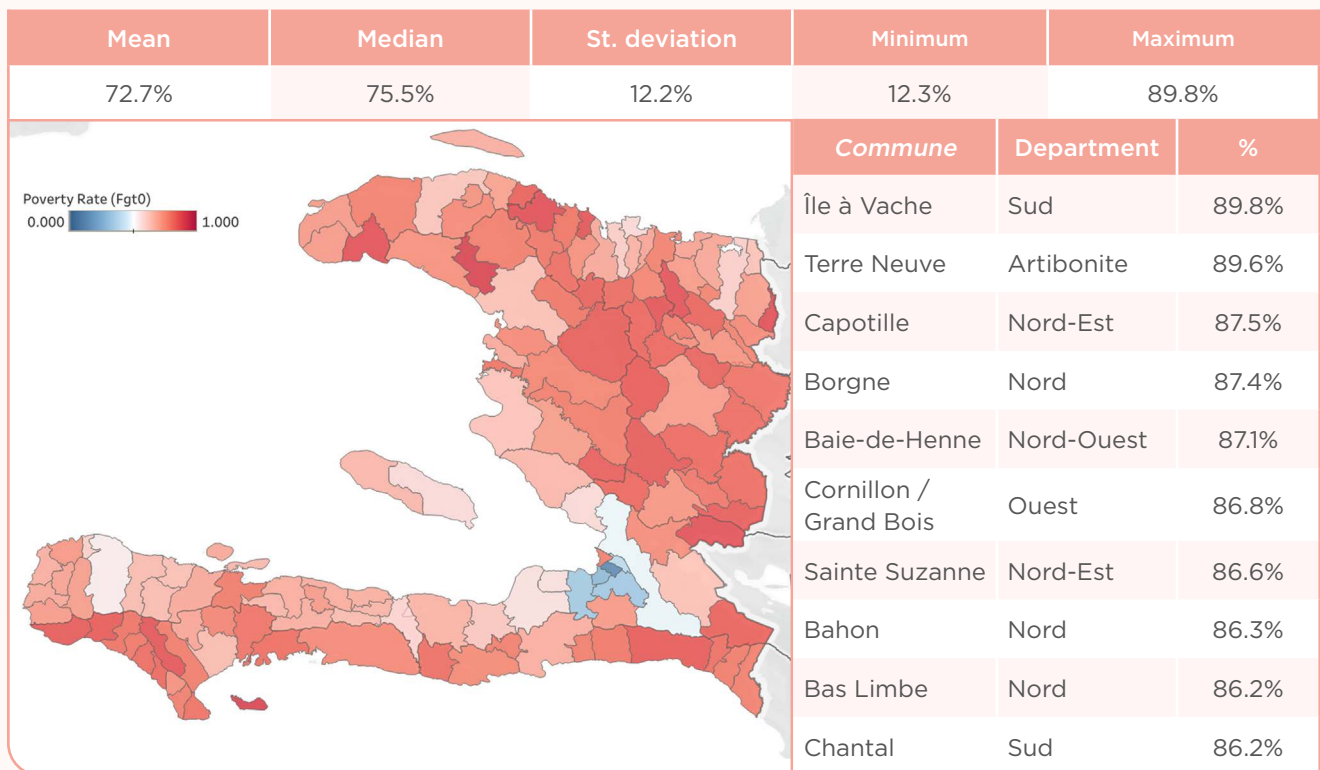 Mean Median St. deviation Minimum Maximum
72.7% 75.5% 12.2% 12.3% 89.8%
Poverty Rate (Fgt0)
0.000 1.000
Commune Department %
Île à Vache Sud 89.8%
Terre Neuve Artibonite 89.6%
Capotille Nord-Est 87.5%
Borgne Nord 87.4%
Baie-de-Henne Nord-Ouest 87.1%
Cornillon /
Grand Bois Ouest 86.8%
Sainte Suzanne Nord-Est 86.6%
Bahon Nord 86.3%
Bas Limbe Nord 86.2%
Chantal Sud 86.2%